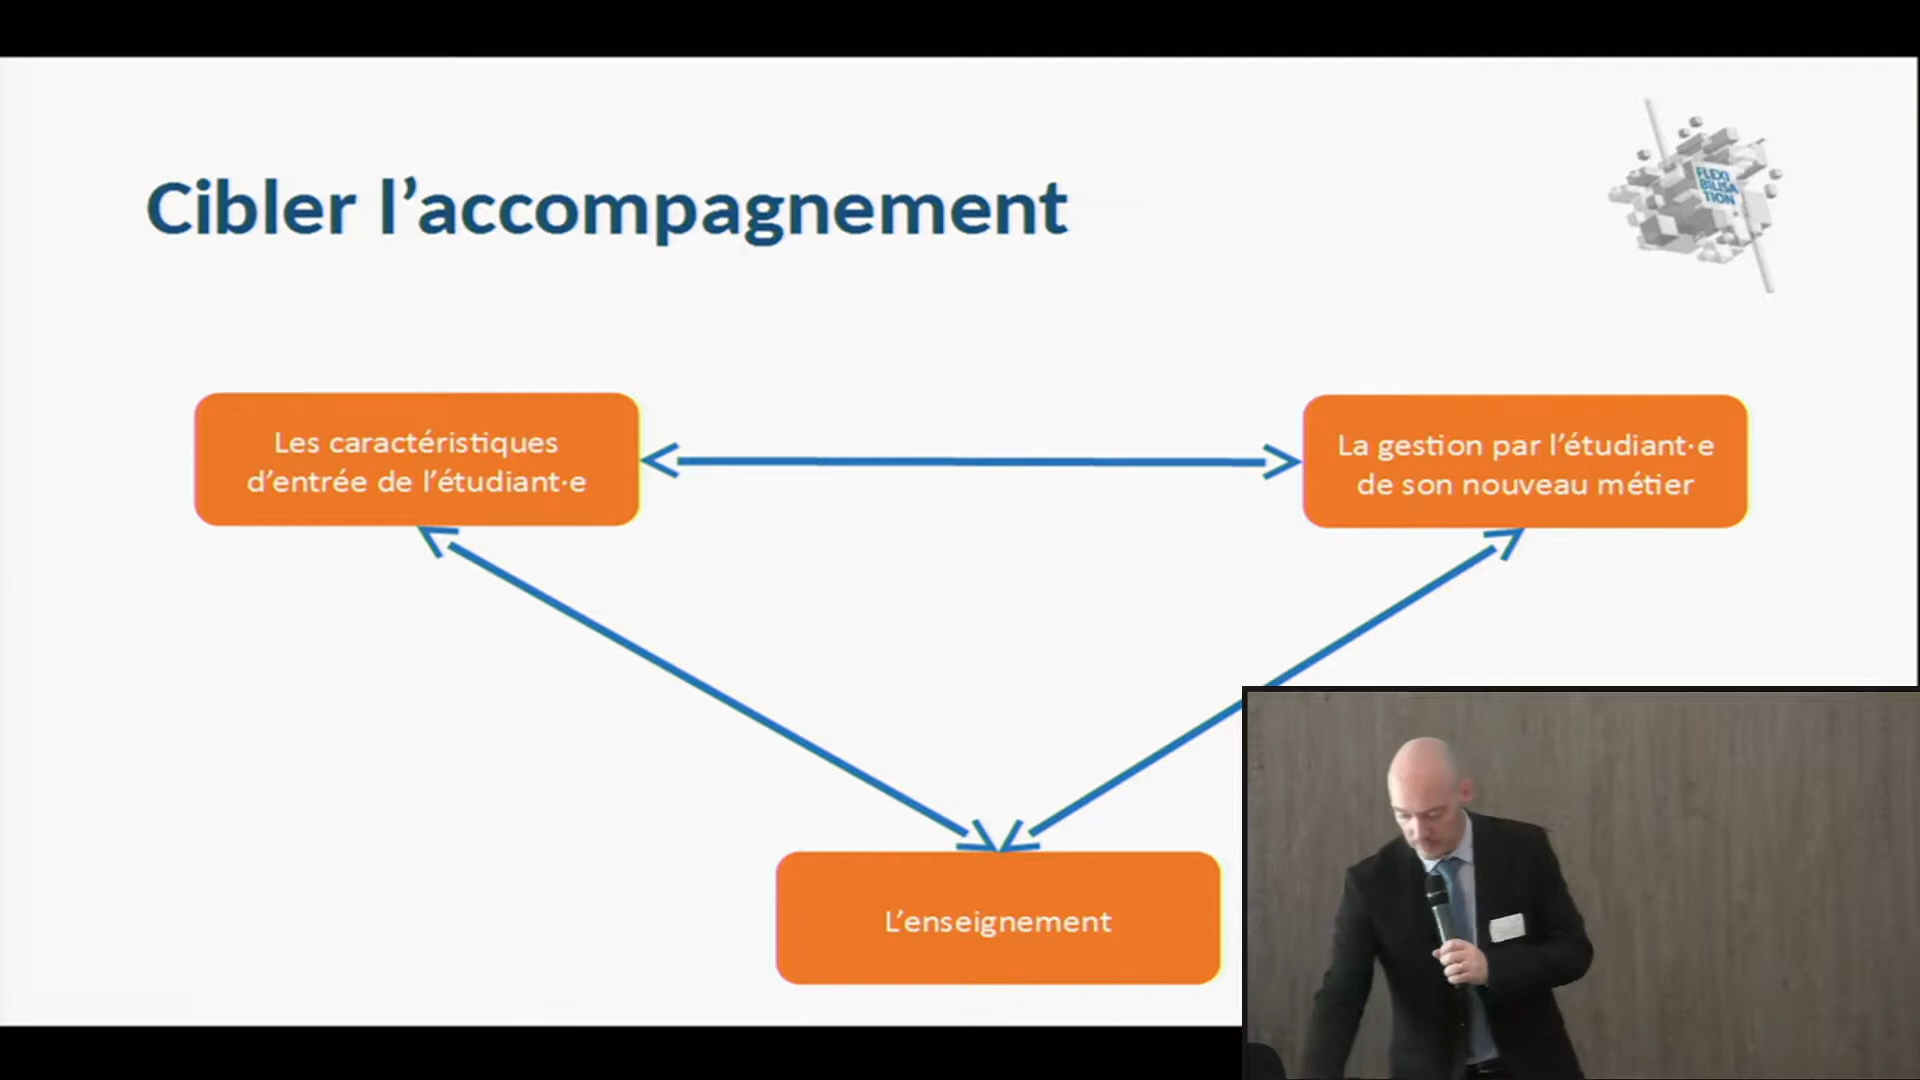 Cibler l’accompagnement
FLEXI
BILISA
TION
Les caractéristiques
d’entrée de l’étudiant·e
La gestion par l’étudiant·e
de son nouveau métier
L’enseignement